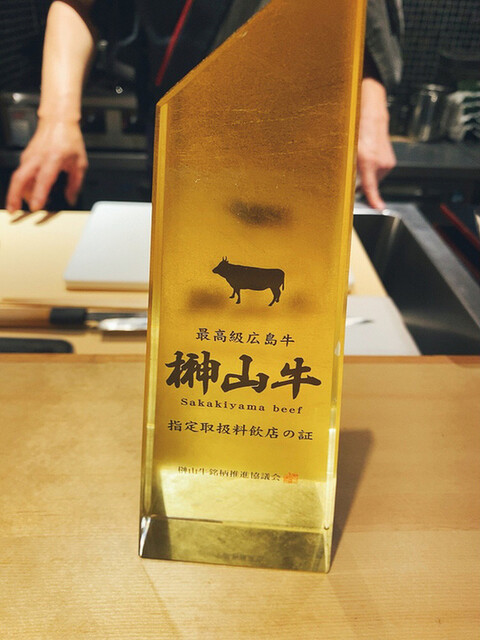 最高級広島牛
榊山牛
Sakakiyama beef
指定取扱料飲店の証
榊山牛銘柄推進協議会